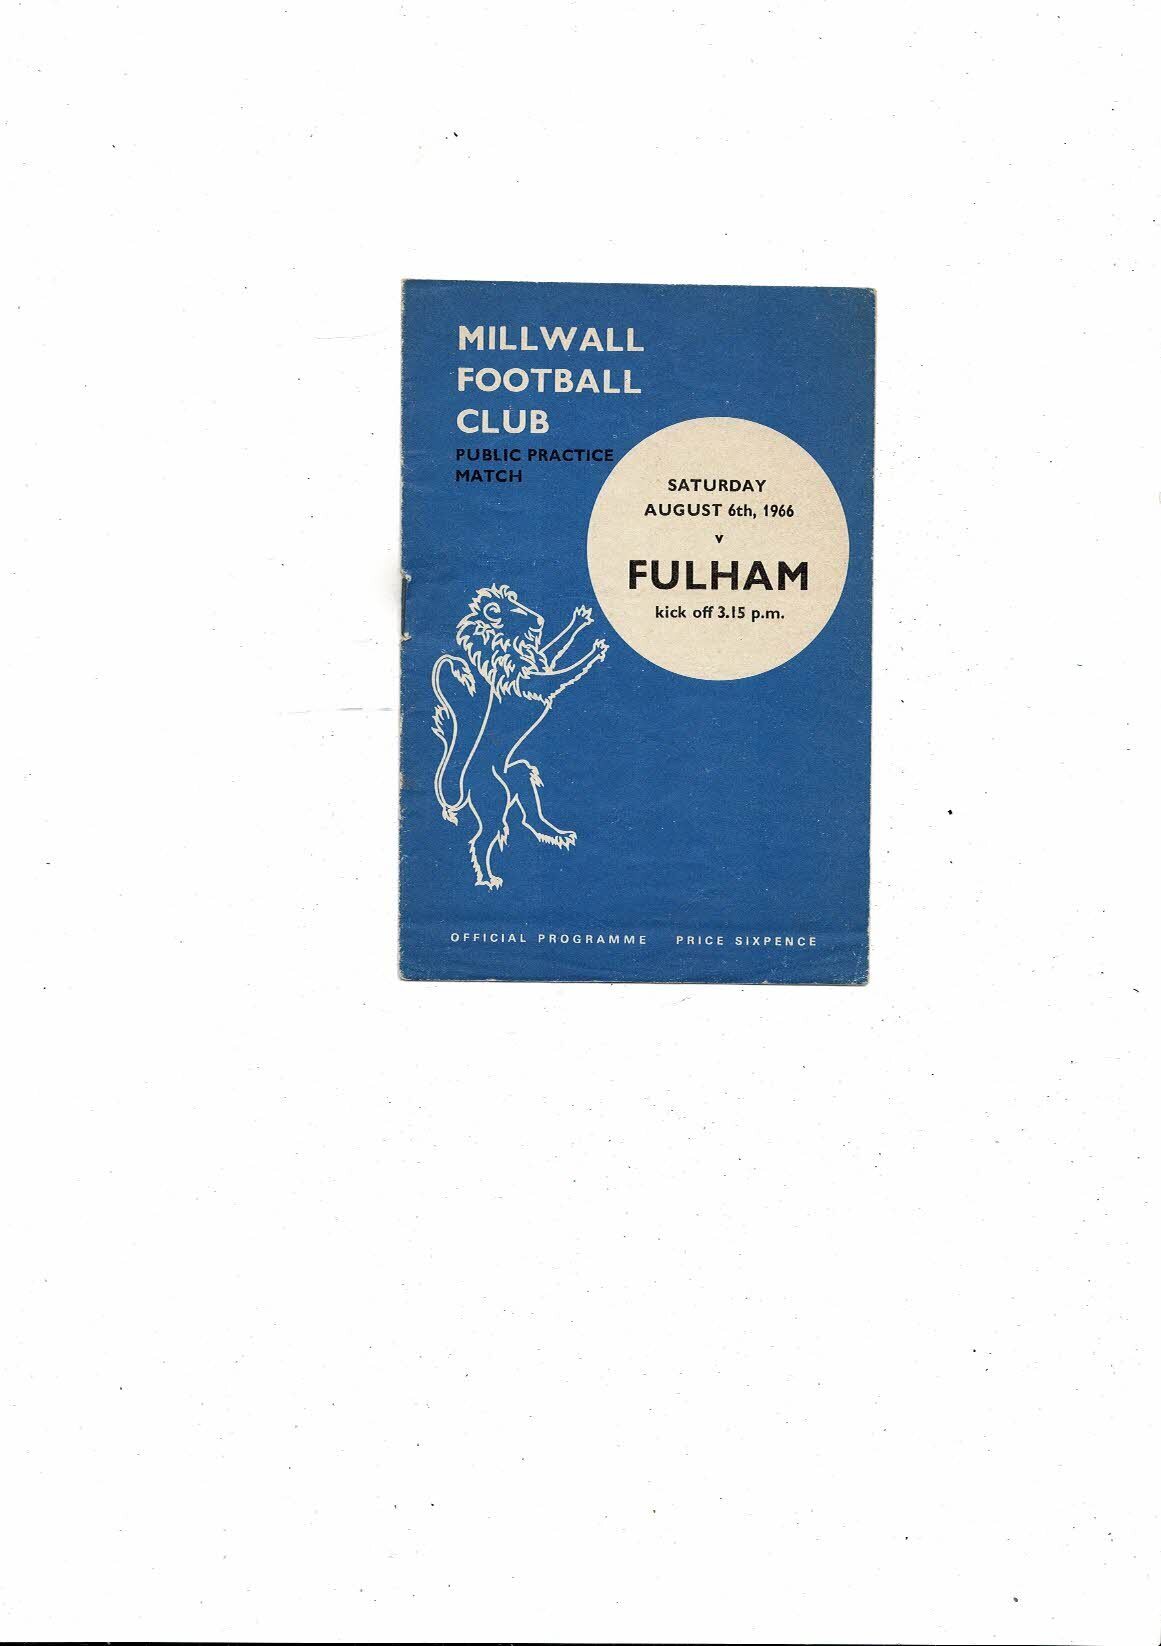 MILLWALL
FOOTBALL
CLUB
PUBLIC PRACTICE
MATCH
SATURDAY
AUGUST 6th, 1966
v
FULHAM
kick off 3.15 p.m.
OFFICIAL PROGRAMME PRICE SIXPENCE